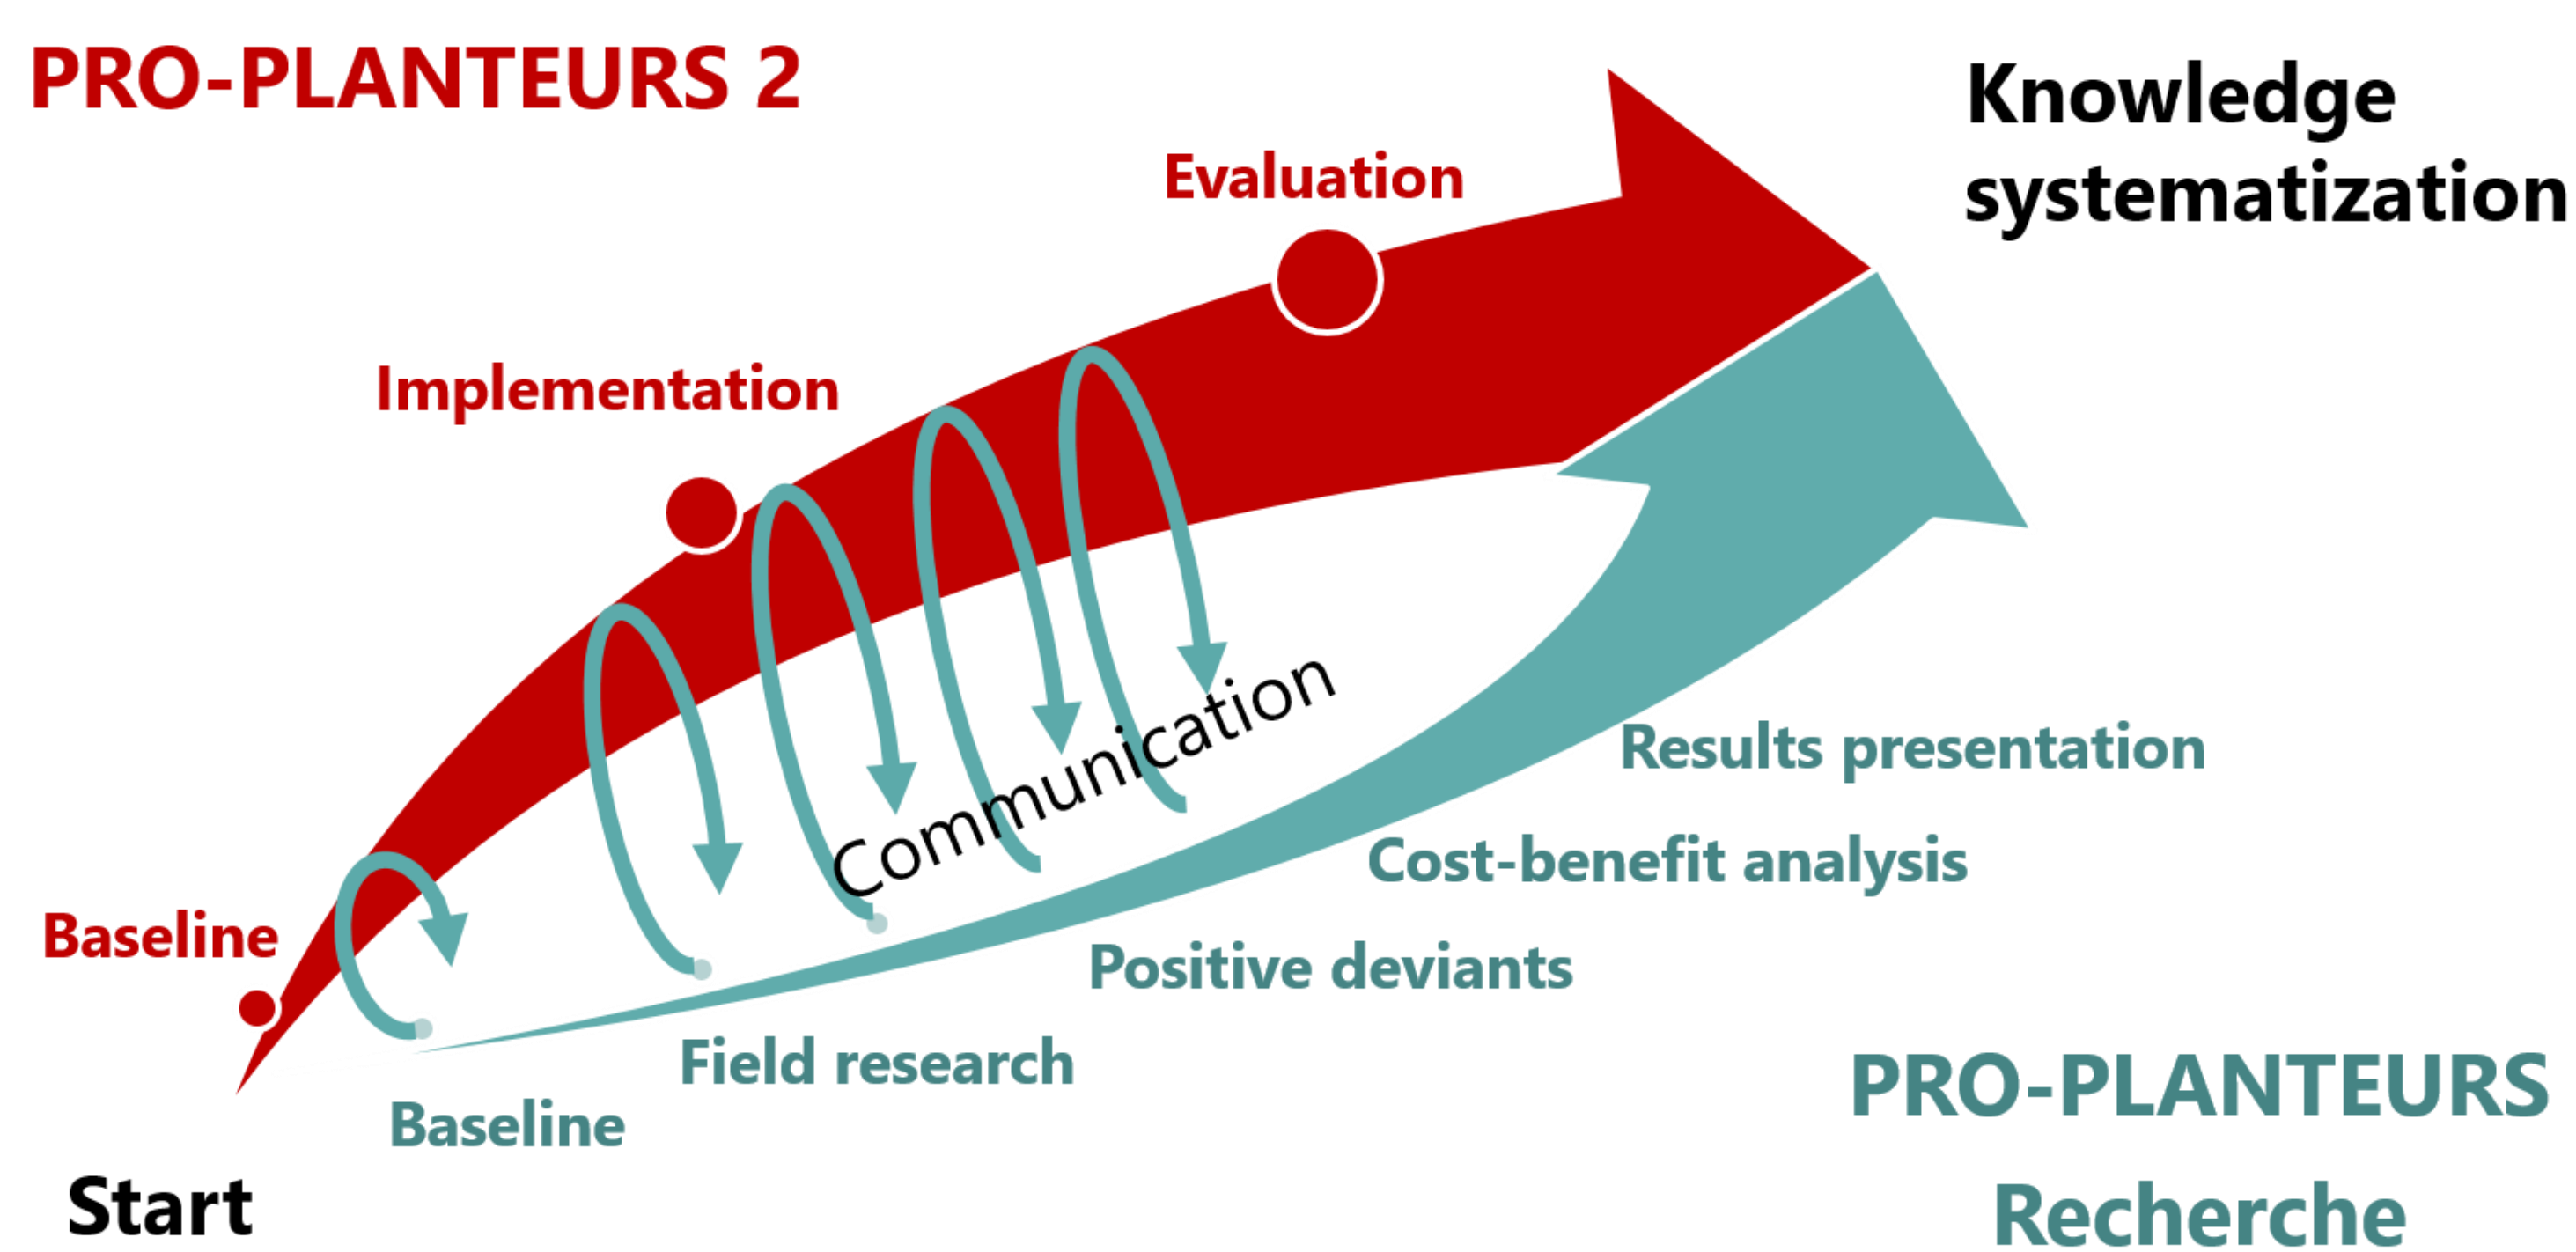 PRO-PLANTEURS 2
Knowledge
systematization
Evaluation
Implementation
Communication
Baseline
Results presentation
Cost-benefit analysis
Positive deviants
Field research
Baseline
Start
PRO-PLANTEURS
Recherche